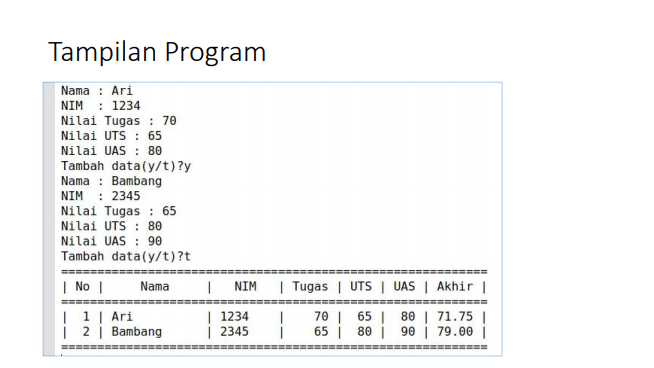 Tampilan Program
Nama : Ari
NIM  : 1234
Nilai Tugas : 70
Nilai UTS : 65
Nilai UAS : 80
Tambah data(y/t)?y
Nama : Bambang
NIM  : 2345
Nilai Tugas : 65
Nilai UTS : 80
Nilai UAS : 90
Tambah data(y/t)?t
===========================================================
| No |     Nama     |   NIM   | Tugas | UTS | UAS | Akhir |
===========================================================
|  1 | Ari          | 1234    |    70 |  65 |  80 | 71.75 |
|  2 | Bambang      | 2345    |    65 |  80 |  90 | 79.00 |
===========================================================